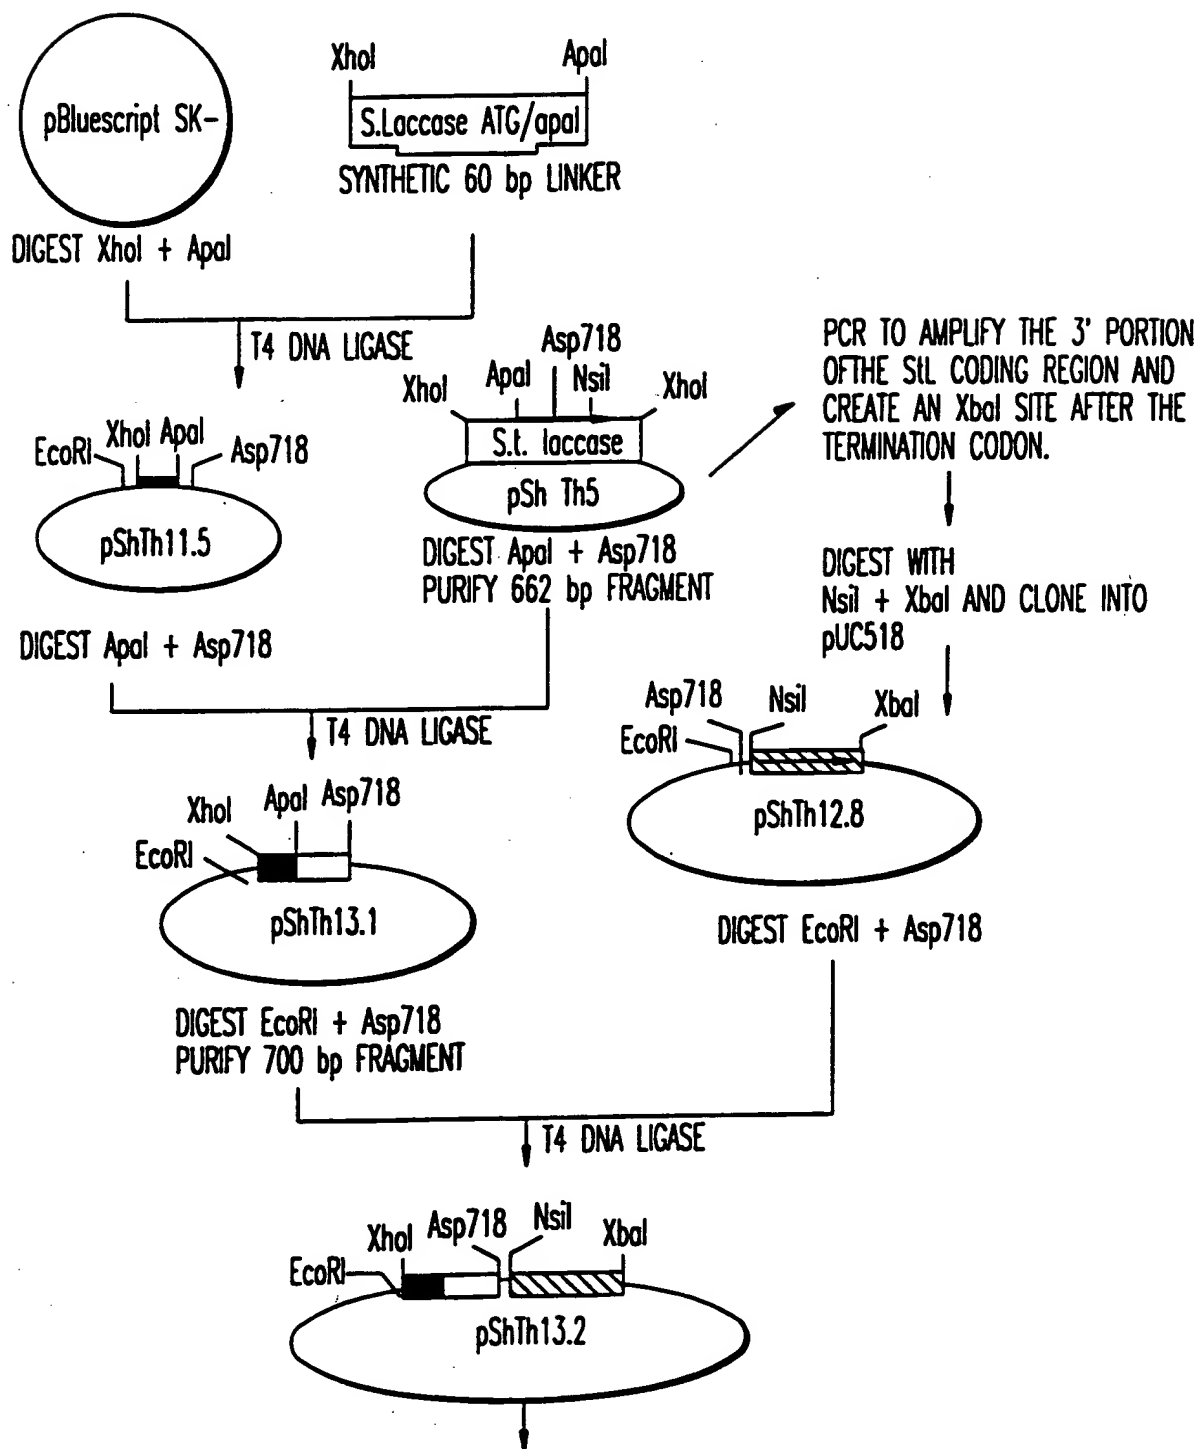 pBluescript SK-
XhoI
ApaI
S.Laccase ATG/apaI
SYNTHETIC 60 bp LINKER
DIGEST XhoI + ApaI
T4 DNA LIGASE
EcoRI
XhoI
ApaI
Asp718
pShTh11.5
DIGEST ApaI + Asp718
XhoI
ApaI
Asp718
NsiI
XhoI
S.t. laccase
pSh Th5
DIGEST ApaI + Asp718
PURIFY 662 bp FRAGMENT
PCR TO AMPLIFY THE 3' PORTION
OFTHE StL CODING REGION AND
CREATE AN XbaI SITE AFTER THE
TERMINATION CODON.
DIGEST WITH
NsiI + XbaI AND CLONE INTO
pUC518
T4 DNA LIGASE
Asp718
NsiI
XbaI
EcoRI
pShTh12.8
DIGEST EcoRI + Asp718
XhoI
ApaI
Asp718
EcoRI
pShTh13.1
DIGEST EcoRI + Asp718
PURIFY 700 bp FRAGMENT
T4 DNA LIGASE
EcoRI
XhoI
Asp718
NsiI
XbaI
pShTh13.2